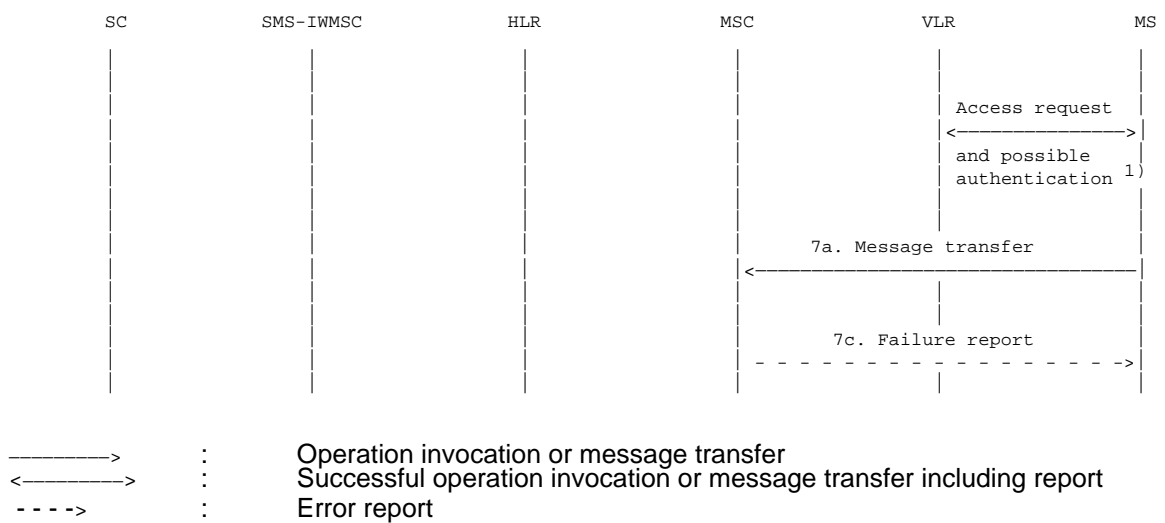 SC SMS-IWMSC HLR MSC VLR MS
Access request
and possible
authentication 1)
7a. Message transfer
7c. Failure report
: Operation invocation or message transfer
: Successful operation invocation or message transfer including report
: Error report